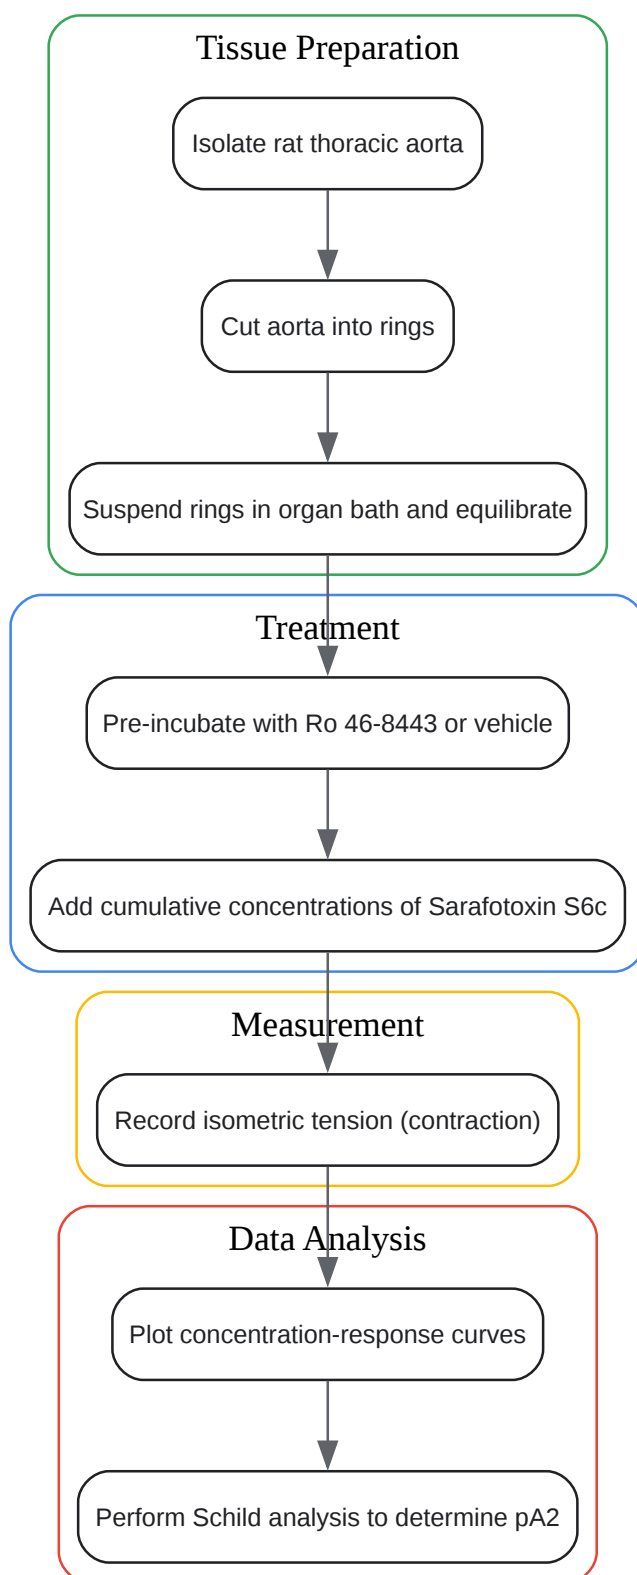 Tissue Preparation
Isolate rat thoracic aorta
Cut aorta into rings
Suspend rings in organ bath and equilibrate
Treatment
Pre-incubate with Ro 46-8443 or vehicle
Add cumulative concentrations of Sarafotoxin S6c
Measurement
Record isometric tension (contraction)
Data Analysis
Plot concentration-response curves
Perform Schild analysis to determine pA2